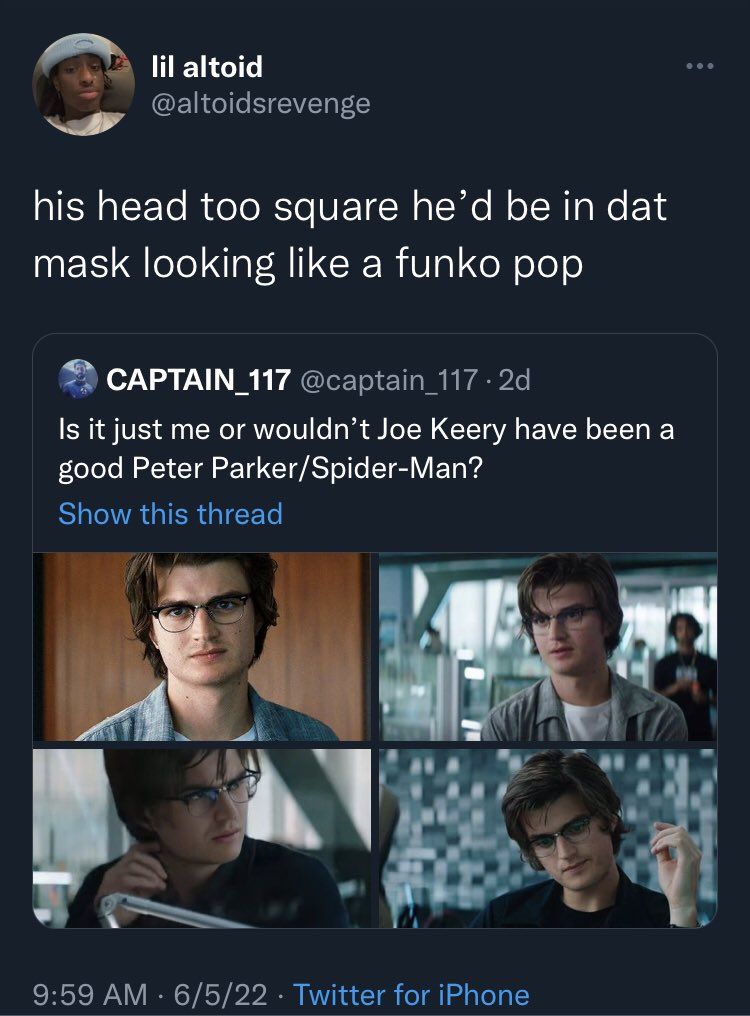 lil altoid
@altoidsrevenge
his head too square he’d be in dat
mask looking like a funko pop
CAPTAIN_117 @captain_117 · 2d
Is it just me or wouldn’t Joe Keery have been a
good Peter Parker/Spider-Man?
Show this thread
9:59 AM · 6/5/22 · Twitter for iPhone